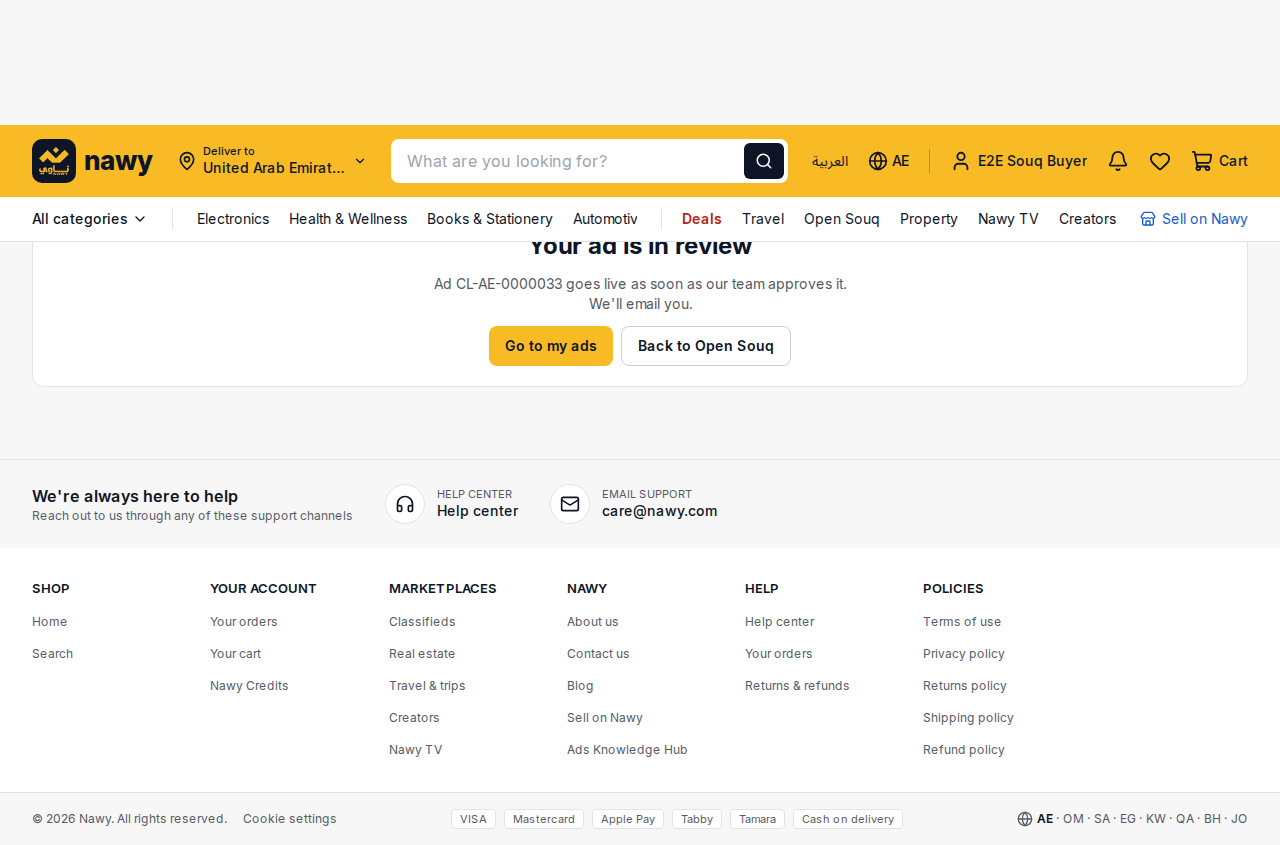 nawy
Deliver to
United Arab Emirat...
What are you looking for?
العربية
AE
E2E Souq Buyer
Cart
All categories
Electronics
Health & Wellness
Books & Stationery
Automotiv
Deals
Travel
Open Souq
Property
Nawy TV
Creators
Sell on Nawy
Your ad is in review
Ad CL-AE-0000033 goes live as soon as our team approves it.
We'll email you.
Go to my ads
Back to Open Souq
We're always here to help
Reach out to us through any of these support channels
HELP CENTER
Help center
EMAIL SUPPORT
care@nawy.com
SHOP
Home
Search
YOUR ACCOUNT
Your orders
Your cart
Nawy Credits
MARKETPLACES
Classifieds
Real estate
Travel & trips
Creators
Nawy TV
NAWY
About us
Contact us
Blog
Sell on Nawy
Ads Knowledge Hub
HELP
Help center
Your orders
Returns & refunds
POLICIES
Terms of use
Privacy policy
Returns policy
Shipping policy
Refund policy
© 2026 Nawy. All rights reserved.
Cookie settings
VISA
Mastercard
Apple Pay
Tabby
Tamara
Cash on delivery
AE · OM · SA · EG · KW · QA · BH · JO